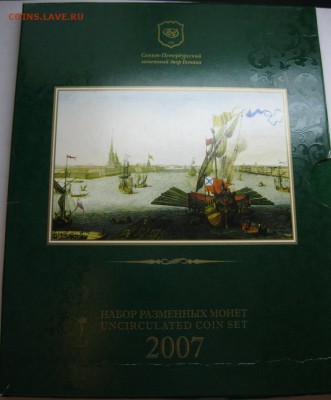 COINS.LAVE.RU
Санкт-Петербургский
монетный двор Гознака
НАБОР РАЗМЕННЫХ МОНЕТ
UNCIRCULATED COIN SET
2007